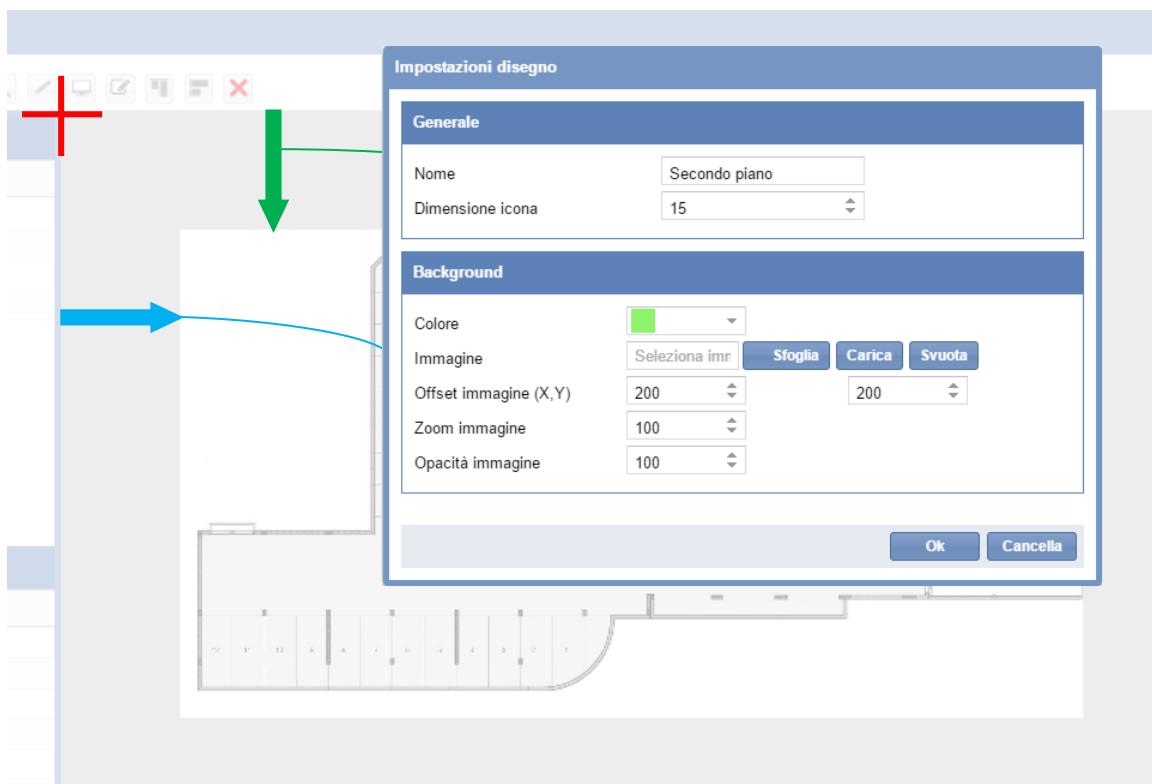 Impostazioni disegno
Generale
Nome Secondo piano
Dimensione icona 15
Background
Colore
Immagine Seleziona imn Sfoglia Carica Svuota
Offset immagine (X,Y) 200 200
Zoom immagine 100
Opacità immagine 100
Ok Cancella